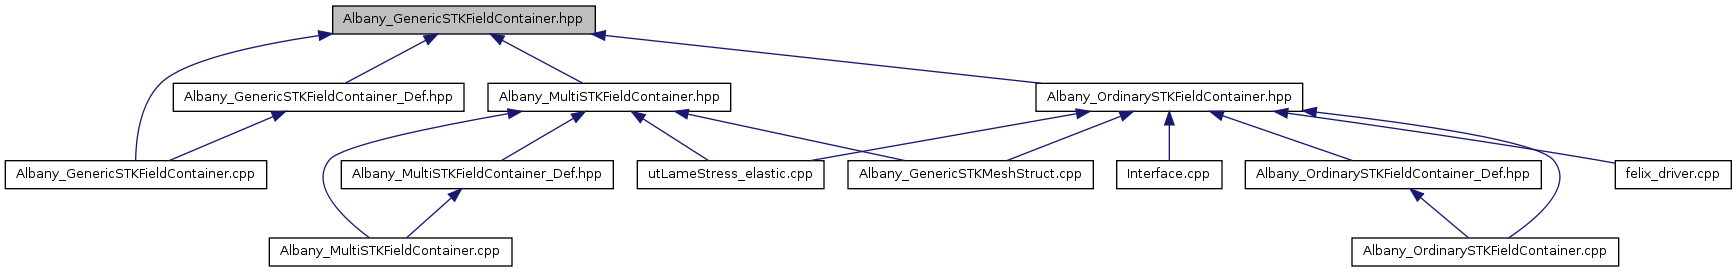 Albany_GenericSTKFieldContainer.hpp
Albany_GenericSTKFieldContainer_Def.hpp
Albany_MultiSTKFieldContainer.hpp
Albany_OrdinarySTKFieldContainer.hpp
Albany_GenericSTKFieldContainer.cpp
Albany_MultiSTKFieldContainer_Def.hpp
utLameStress_elastic.cpp
Albany_GenericSTKMeshStruct.cpp
Interface.cpp
Albany_OrdinarySTKFieldContainer_Def.hpp
felix_driver.cpp
Albany_MultiSTKFieldContainer.cpp
Albany_OrdinarySTKFieldContainer.cpp